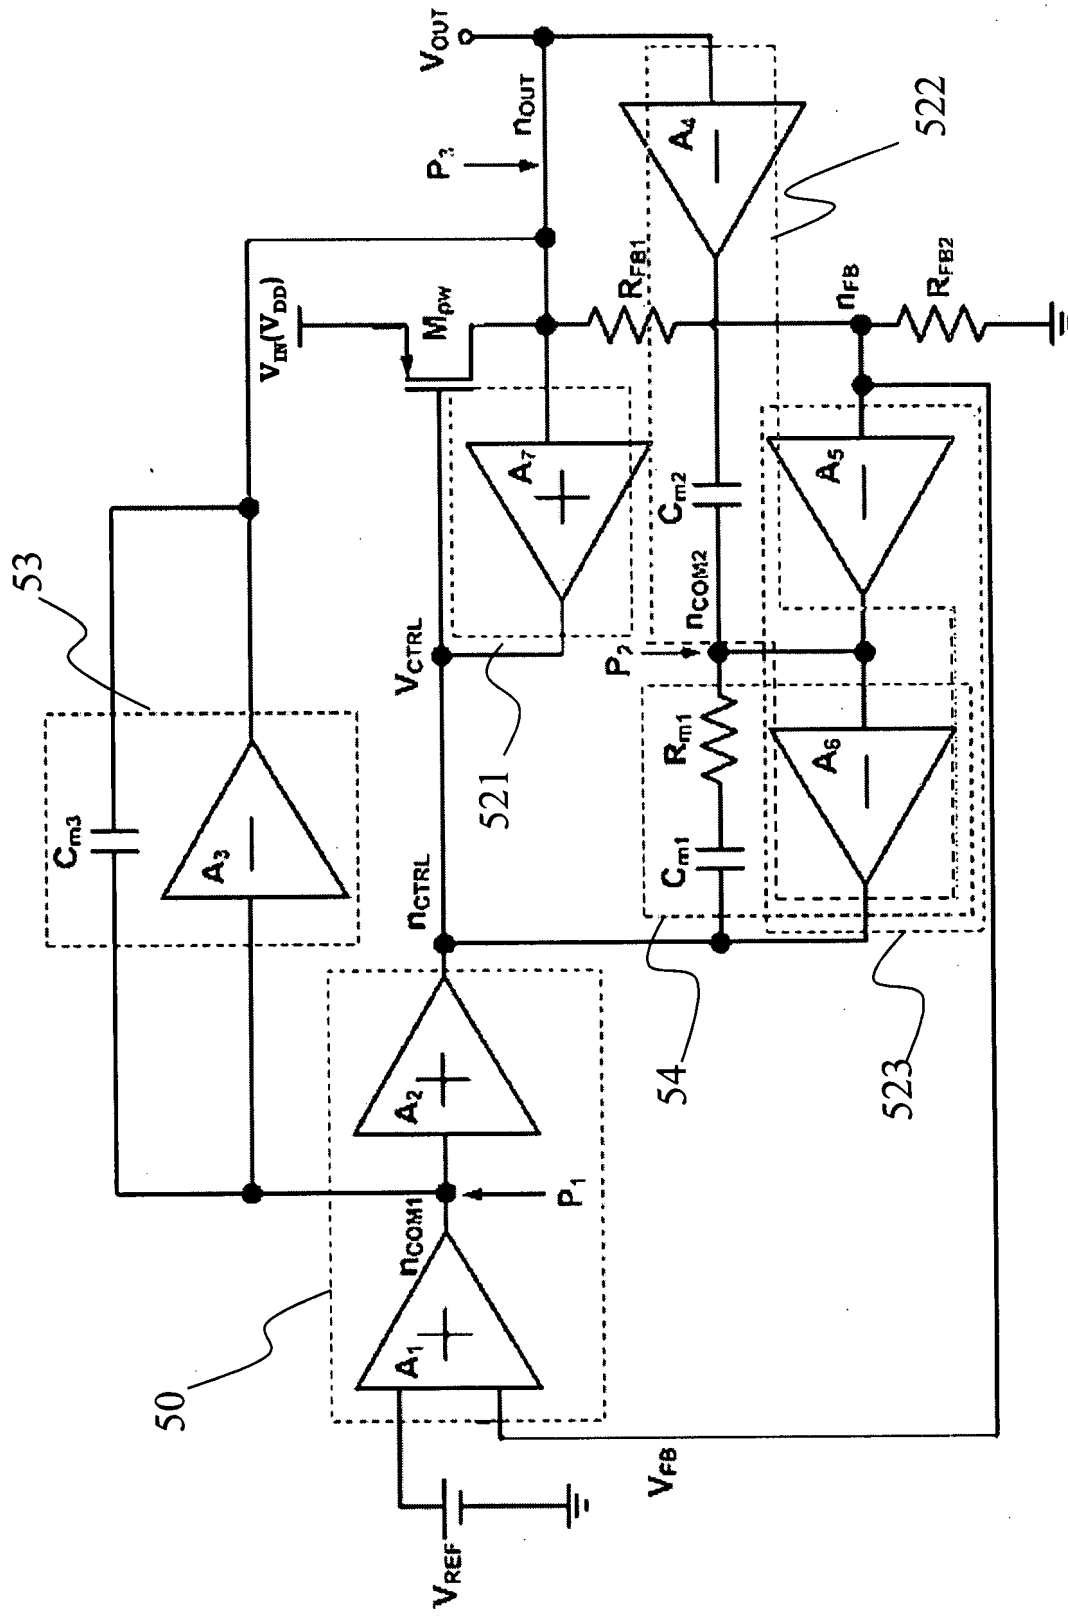 53
Cm3
A3
VIN(VDD)
50
A1
nCOM1
A2
nCTRL
VCTRL
Mpw
P3
nOUT
VOUT
VREF
VFB
P1
521
A7
RFB1
54
Cm1
Rm1
P2
nCOM2
Cm2
A4
522
523
A6
A5
nFB
RFB2